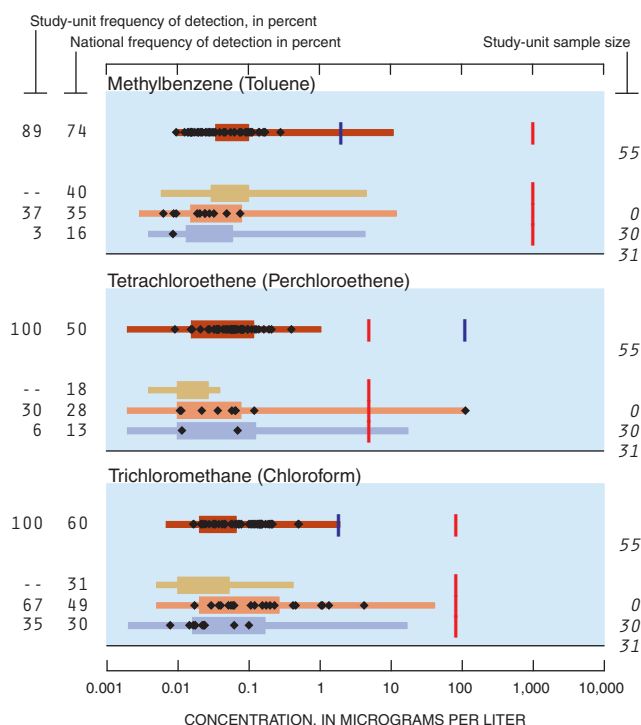 Study-unit frequency of detection, in percent
National frequency of detection in percent
Study-unit sample size
Methylbenzene (Toluene)
89 74
55
-- 40
37 35 0
3 16 30
31
Tetrachloroethene (Perchloroethene)
100 50
55
-- 18
30 28 0
6 13 30
31
Trichloromethane (Chloroform)
100 60
55
-- 31
67 49 0
35 30 30
31
0.001 0.01 0.1 1 10 100 1,000 10,000
CONCENTRATION, IN MICROGRAMS PER LITER